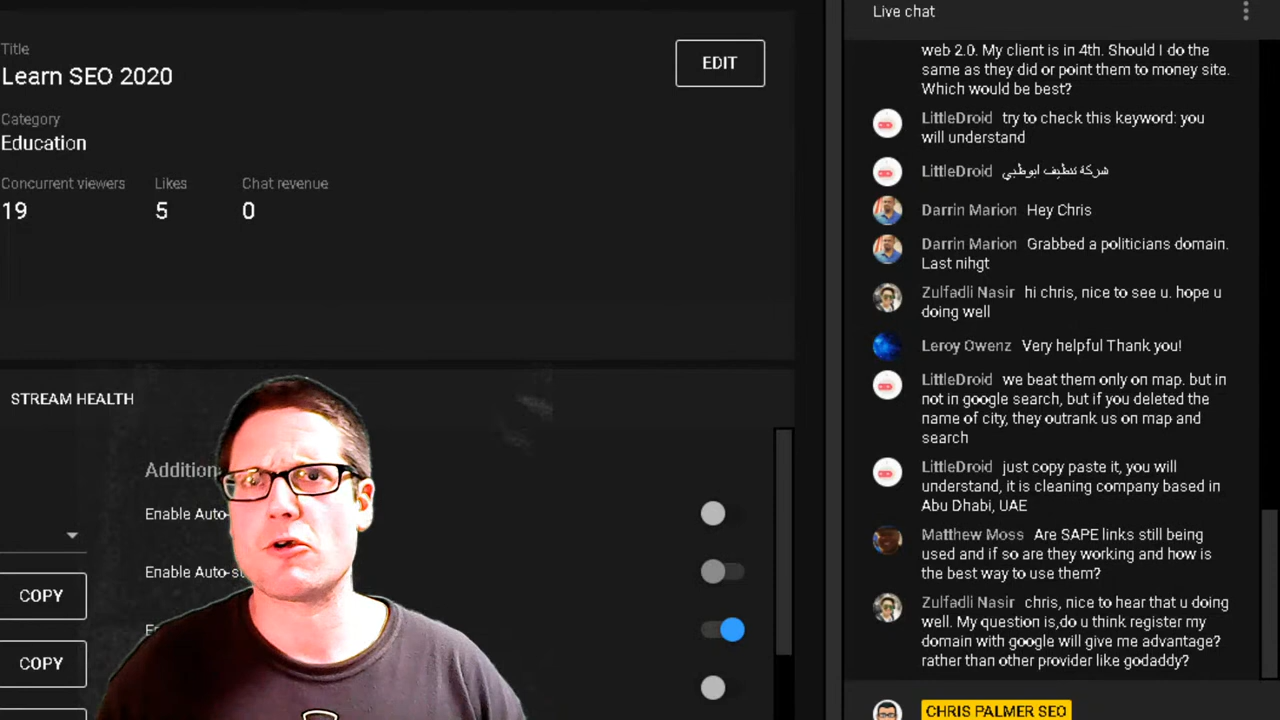 Title
Learn SEO 2020
EDIT
Category
Education
Concurrent viewers
Likes
Chat revenue
19
5
0
STREAM HEALTH
Enable Auto-
Enable Auto-s
COPY
COPY
Live chat
web 2.0. My client is in 4th. Should I do the
same as they did or point them to money site.
Which would be best?
LittleDroid try to check this keyword: you
will understand
LittleDroid شركة تنظيف ابوظبي
Darrin Marion Hey Chris
Darrin Marion Grabbed a politicians domain.
Last nihgt
Zulfadli Nasir hi chris, nice to see u. hope u
doing well
Leroy Owenz Very helpful Thank you!
LittleDroid we beat them only on map. but in
not in google search, but if you deleted the
name of city, they outrank us on map and
search
LittleDroid just copy paste it, you will
understand, it is cleaning company based in
Abu Dhabi, UAE
Matthew Moss Are SAPE links still being
used and if so are they working and how is
the best way to use them?
Zulfadli Nasir chris, nice to hear that u doing
well. My question is,do u think register my
domain with google will give me advantage?
rather than other provider like godaddy?
CHRIS PALMER SEO